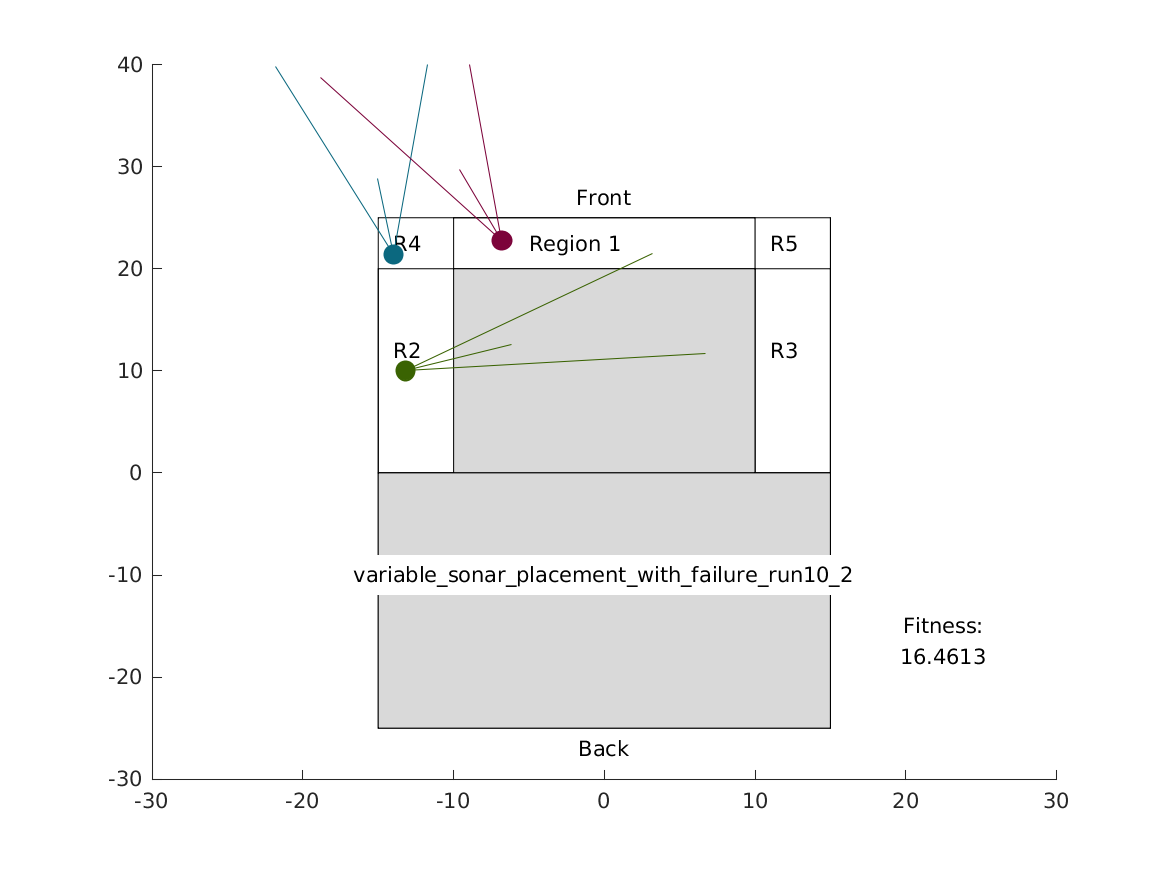 40
30
20
10
0
-10
-20
-30
-30
-20
-10
0
10
20
30
Front
R4
Region 1
R5
R2
R3
variable_sonar_placement_with_failure_run10_2
Fitness:
16.4613
Back